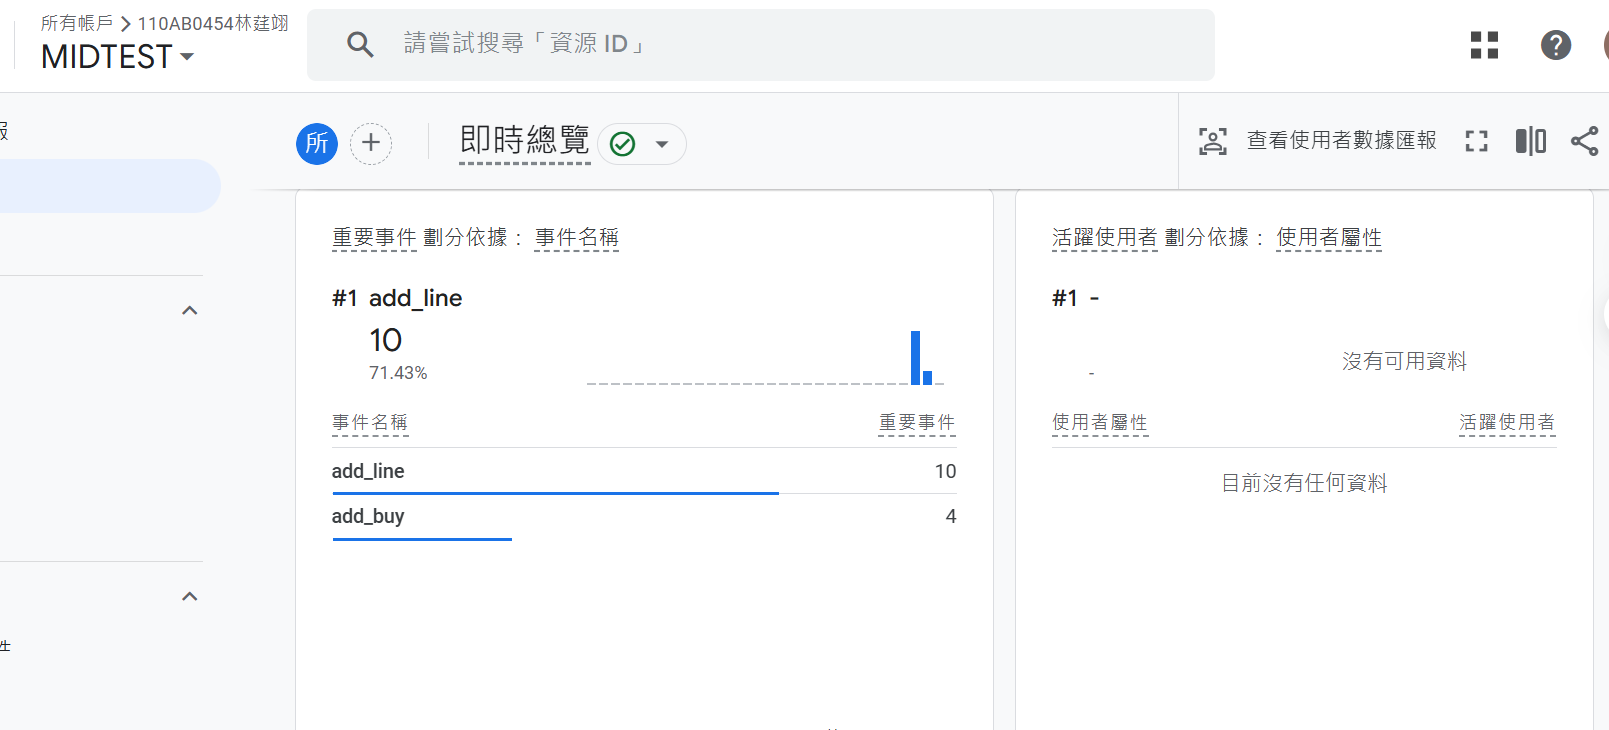 所有帳戶 > 110AB0454林莛翊
MIDTEST
請嘗試搜尋「資源 ID」
報
所
即時總覽
查看使用者數據匯報
重要事件 劃分依據： 事件名稱
#1 add_line
10
71.43%
事件名稱 重要事件
add_line 10
add_buy 4
活躍使用者 劃分依據： 使用者屬性
#1 -
-
沒有可用資料
使用者屬性 活躍使用者
目前沒有任何資料